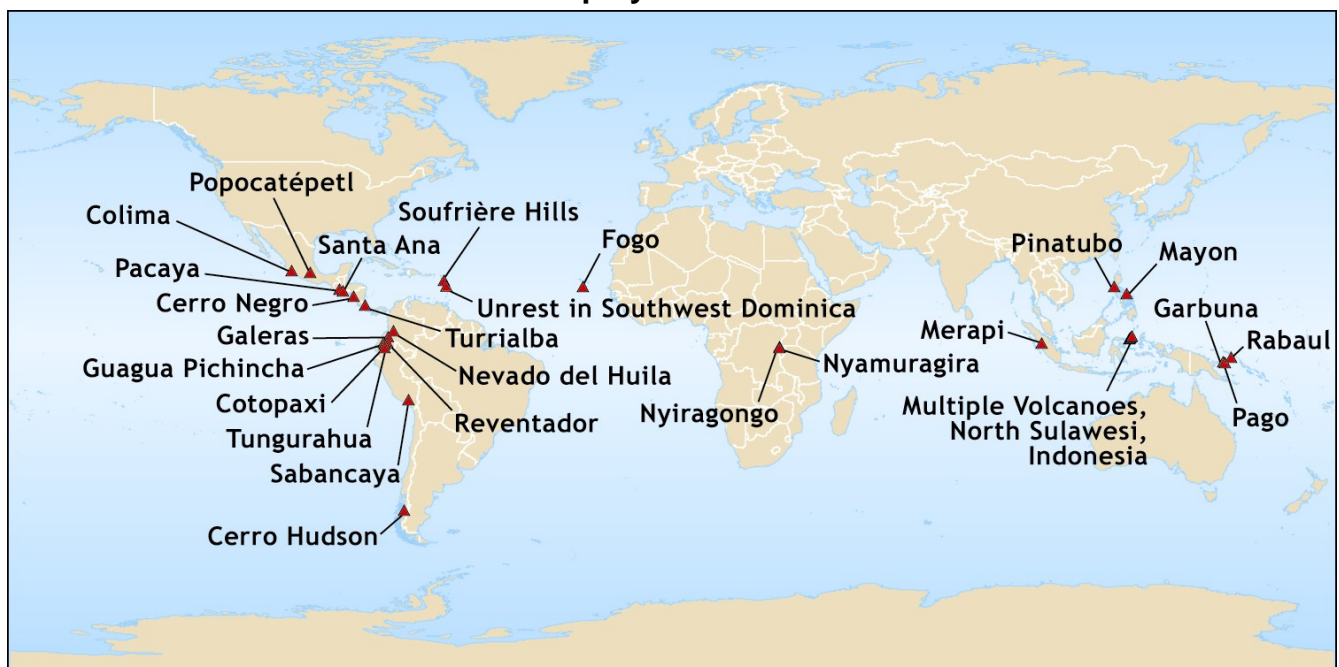 Popocatépetl
Colima
Soufrière Hills
Santa Ana
Fogo
Pinatubo
Mayon
Pacaya
Cerro Negro
Unrest in Southwest Dominica
Garbuna
Galeras
Turrialba
Merapi
Rabaul
Guagua Pichincha
Nevado del Huila
Nyamuragira
Cotopaxi
Reventador
Nyiragongo
Multiple Volcanoes,
North Sulawesi,
Indonesia
Pago
Tungurahua
Sabancaya
Cerro Hudson